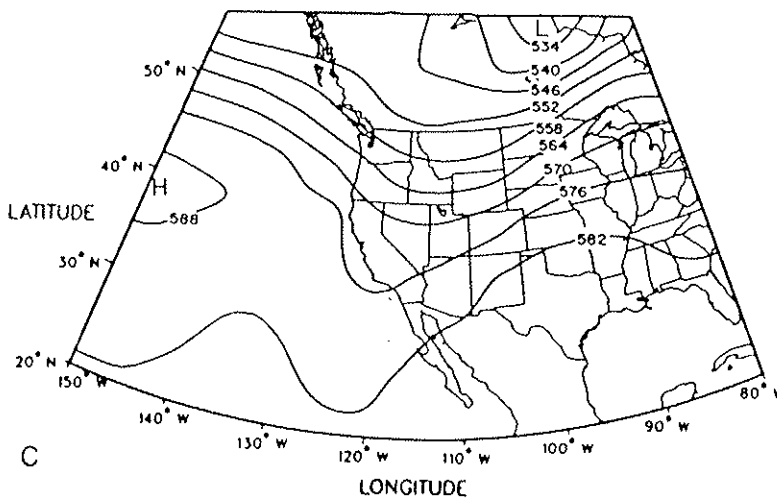 L
534
540
546
552
558
564
570
576
582
50° N
40° N
H
LATITUDE
588
30° N
20° N
150° W
140° W
130° W
120° W
110° W
100° W
90° W
80° W
C
LONGITUDE